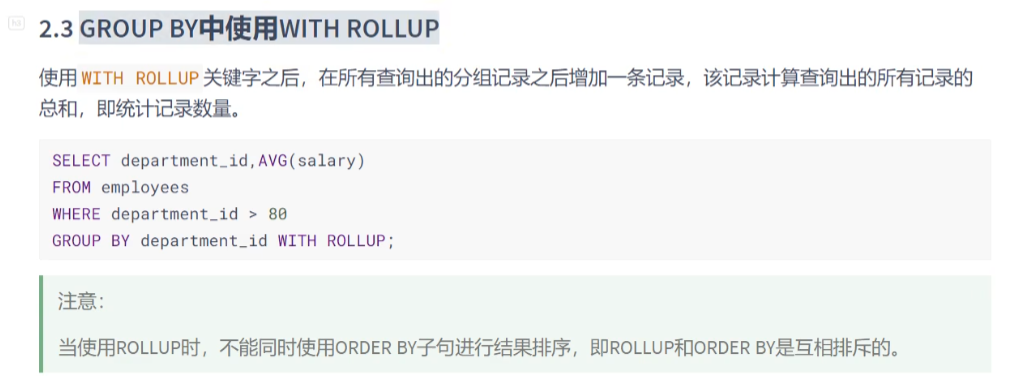 2.3 GROUP BY中使用WITH ROLLUP
使用WITH ROLLUP关键字之后，在所有查询出的分组记录之后增加一条记录，该记录计算查询出的所有记录的
总和，即统计记录数量。
SELECT department_id,AVG(salary)
FROM employees
WHERE department_id > 80
GROUP BY department_id WITH ROLLUP;
注意：
当使用ROLLUP时，不能同时使用ORDER BY子句进行结果排序，即ROLLUP和ORDER BY是互相排斥的。